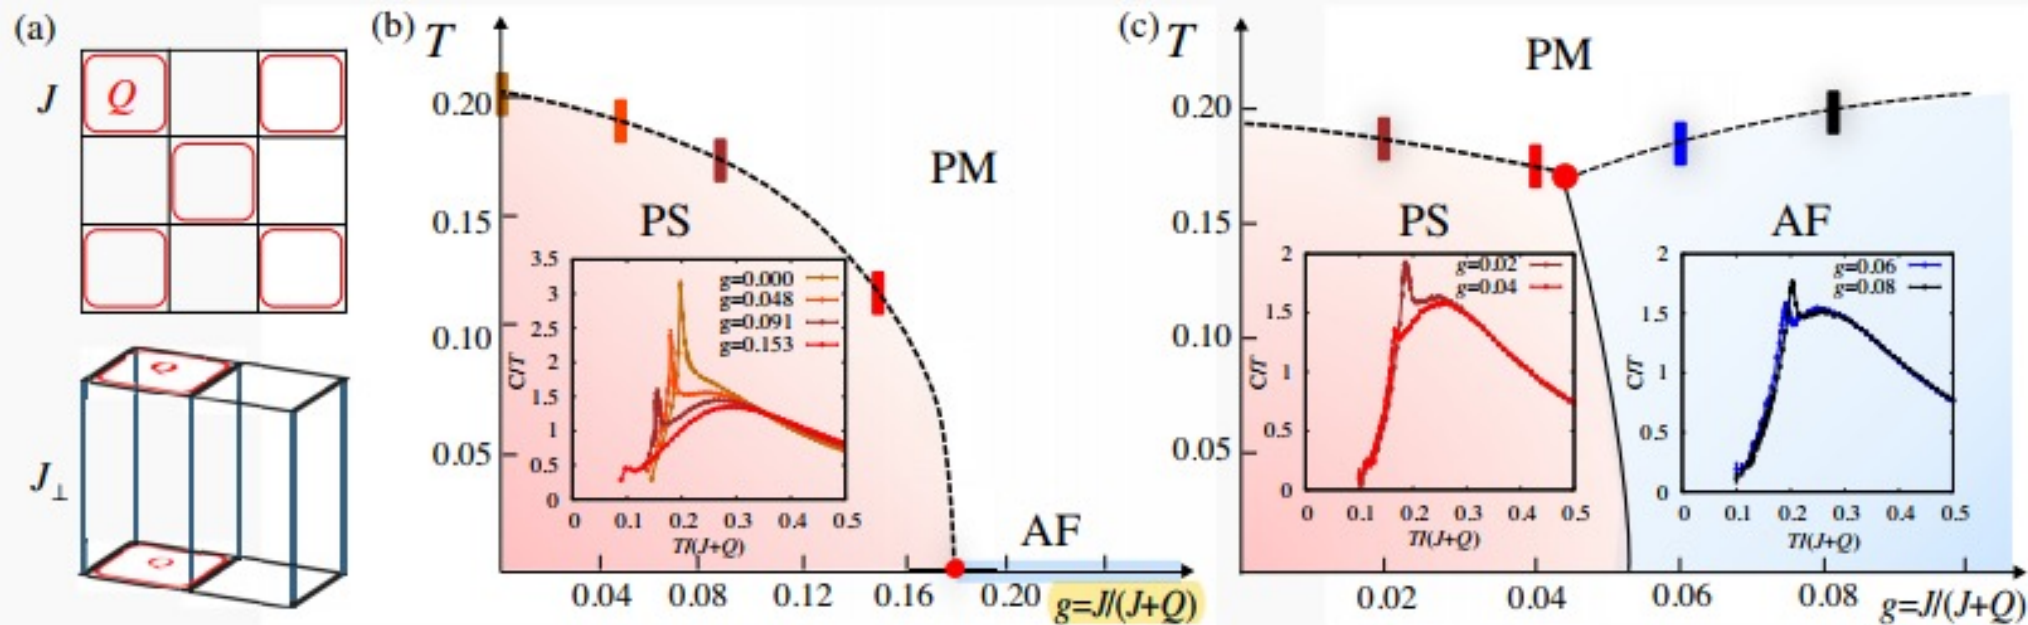 (a)
J
Q
Q
J⊥
Q
(b)
T
0.20
0.15
0.10
0.05
PM
PS
AF
3.5
3
2.5
2
1.5
1
0.5
0
C/T
g=0.000
g=0.048
g=0.091
g=0.153
0 0.1 0.2 0.3 0.4 0.5
T/(J+Q)
0.04 0.08 0.12 0.16 0.20 g=J/(J+Q)
(c)
T
PM
0.20
0.15
0.10
0.05
PS
AF
2
1.5
1
0.5
0
C/T
g=0.02
g=0.04
0 0.1 0.2 0.3 0.4 0.5
T/(J+Q)
2
1.5
1
0.5
0
C/T
g=0.06
g=0.08
0 0.1 0.2 0.3 0.4 0.5
T/(J+Q)
0.02 0.04 0.06 0.08 g=J/(J+Q)